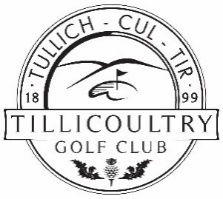 TULLICH - CUL - TIR
18 99
TILLICOULTRY
GOLF CLUB